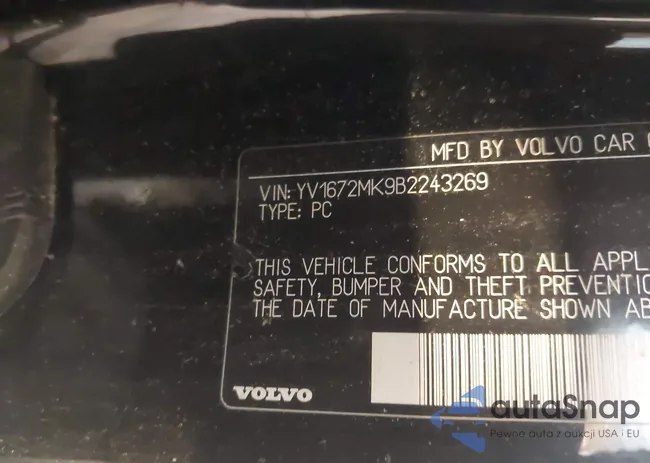 MFD BY VOLVO CAR
VIN: YV1672MK9B2243269
TYPE: PC
THIS VEHICLE CONFORMS TO ALL APPL
SAFETY, BUMPER AND THEFT PREVENTIO
THE DATE OF MANUFACTURE SHOWN AB
VOLVO
autaSnap
Pewne auta z aukcji USA i EU